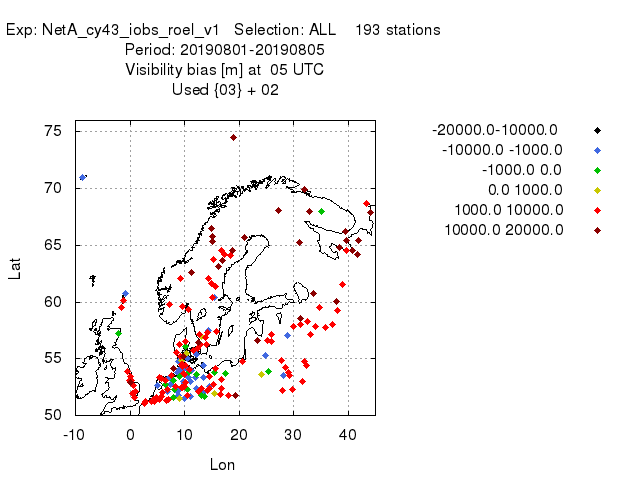 Exp: NetA_cy43_iobs_roel_v1 Selection: ALL 193 stations
Period: 20190801-20190805
Visibility bias [m] at 05 UTC
Used {03} + 02
-20000.0-10000.0
-10000.0 -1000.0
-1000.0 0.0
0.0 1000.0
1000.0 10000.0
10000.0 20000.0
75
70
65
60
55
50
Lat
-10 0 10 20 30 40
Lon